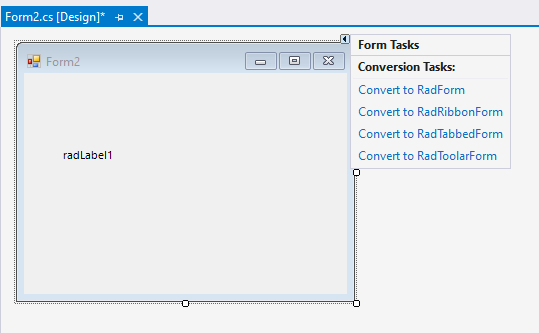 Form2.cs [Design]*
Form2
radLabel1
Form Tasks
Conversion Tasks:
Convert to RadForm
Convert to RadRibbonForm
Convert to RadTabbedForm
Convert to RadToolarForm